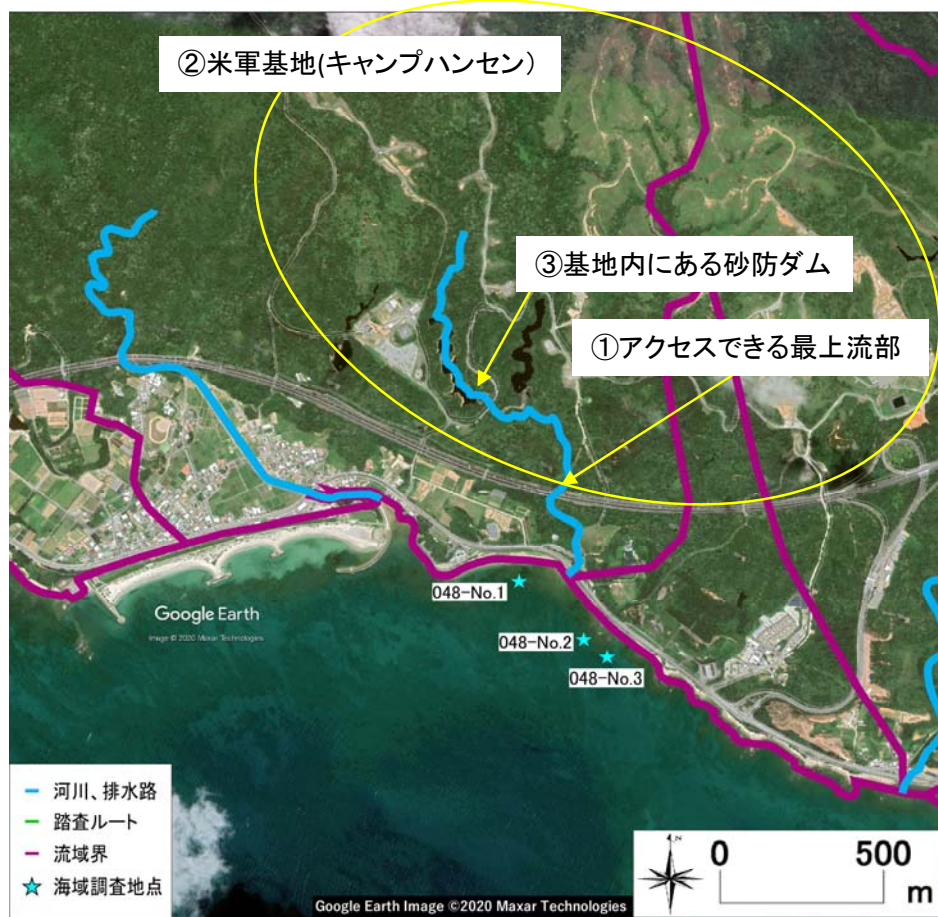 ②米軍基地(キャンプハンセン）
③基地内にある砂防ダム
①アクセスできる最上流部
048-No.1
Google Earth
Image © 2020 Maxar Technologies
048-No.2
048-No.3
河川、排水路
踏査ルート
流域界
海域調査地点
N
0 500
m
Google Earth Image ©2020 Maxar Technologies